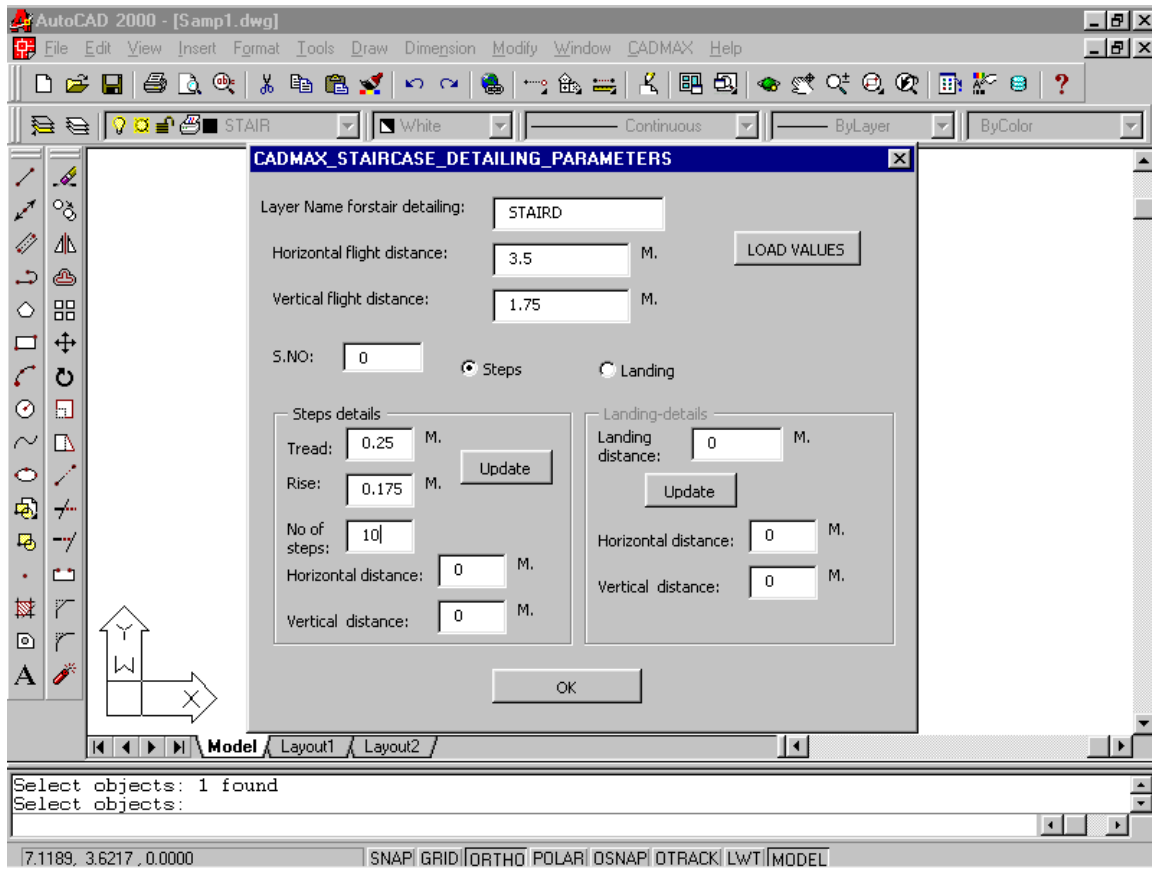 AutoCAD 2000 - [Samp1.dwg]
File Edit View Insert Format Tools Draw Dimension Modify Window CADMAX Help
STAIR White Continuous ByLayer ByColor
CADMAX_STAIRCASE_DETAILING_PARAMETERS
Layer Name forstair detailing: STAIRD
Horizontal flight distance: 3.5 M. LOAD VALUES
Vertical flight distance: 1.75 M.
S.NO: 0 Steps Landing
Steps details Landing-details
Tread: 0.25 M. Landing distance: 0 M.
Update
Rise: 0.175 M. Update
No of steps: 10
Horizontal distance: 0 M. Horizontal distance: 0 M.
Vertical distance: 0 M. Vertical distance: 0 M.
OK
A
Y
W
X
Model Layout1 Layout2
Select objects: 1 found
Select objects:
7.1189, 3.6217 , 0.0000 SNAP GRID ORTHO POLAR OSNAP OTRACK LWT MODEL